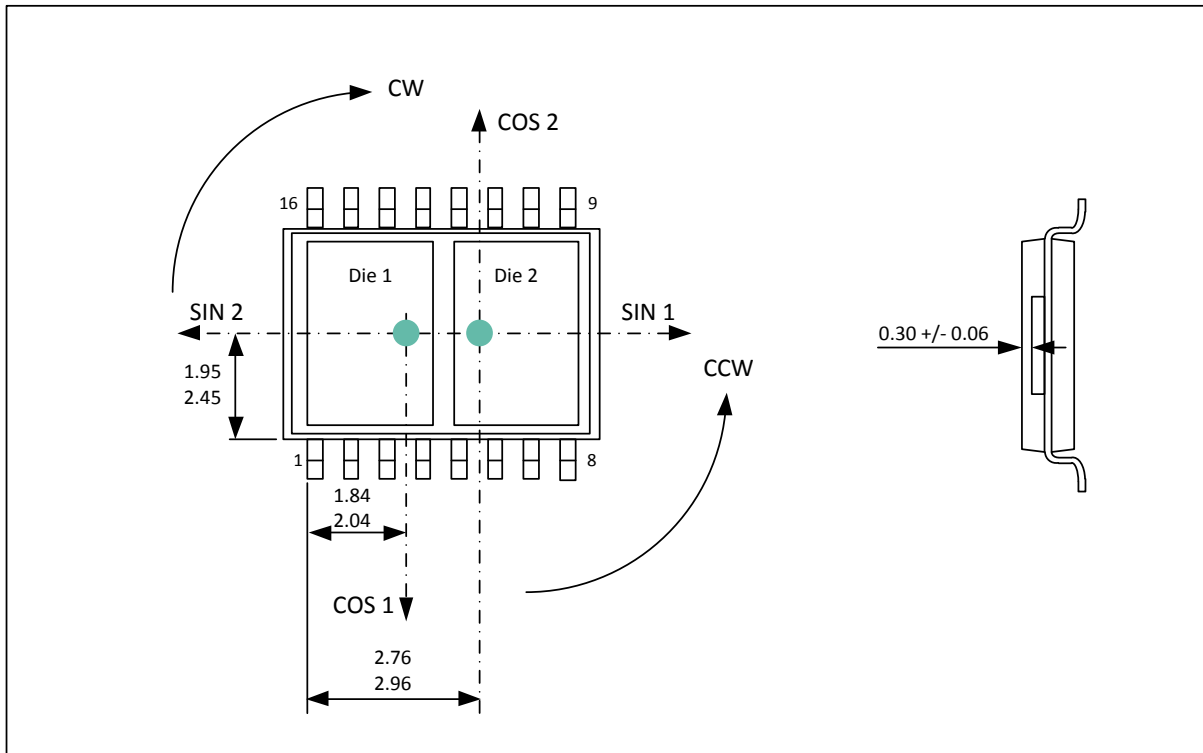 CW
COS 2
16
9
Die 1
Die 2
SIN 2
SIN 1
0.30 +/- 0.06
1.95
2.45
CCW
1
8
1.84
2.04
COS 1
2.76
2.96